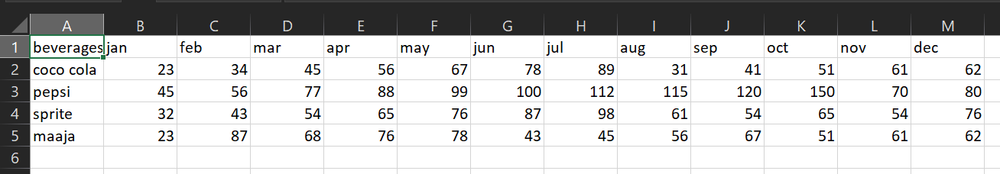 A B C D E F G H I J K L M
1 beverages jan feb mar apr may jun jul aug sep oct nov dec
2 coco cola 23 34 45 56 67 78 89 31 41 51 61 62
3 pepsi 45 56 77 88 99 100 112 115 120 150 70 80
4 sprite 32 43 54 65 76 87 98 61 54 65 54 76
5 maaja 23 87 68 76 78 43 45 56 67 51 61 62
6